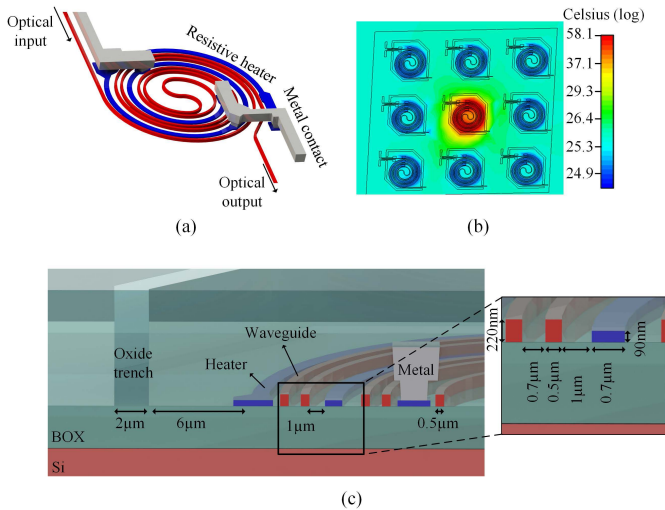 Optical
input
Resistive heater
Metal contact
Optical
output
(a)
Celsius (log)
58.1
37.1
29.3
26.4
25.3
24.9
(b)
Oxide
trench
Heater
Waveguide
Metal
2μm
6μm
1μm
0.5μm
BOX
Si
220nm
90nm
0.7μm
0.5μm
1μm
0.7μm
(c)